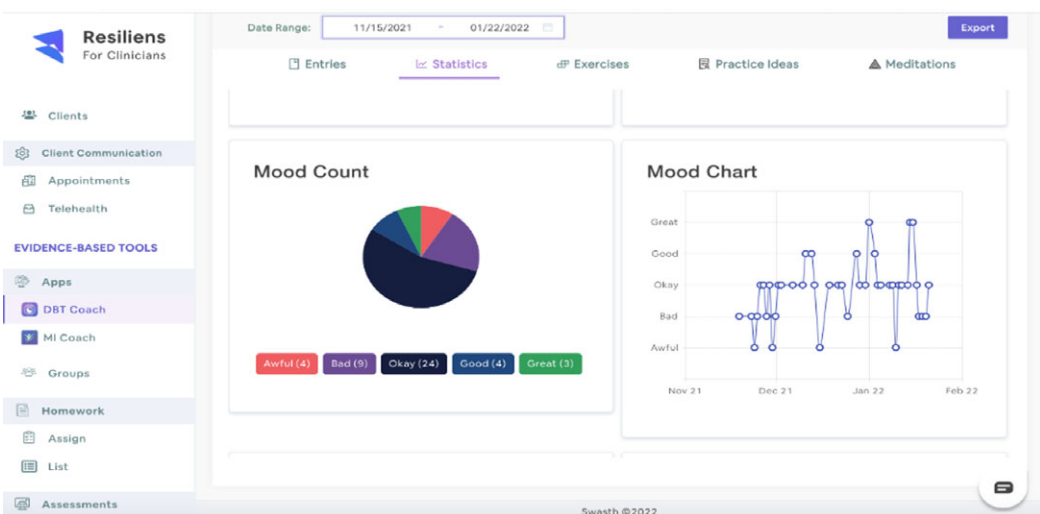 Resiliens
For Clinicians
Clients
Client Communication
Appointments
Telehealth
EVIDENCE-BASED TOOLS
Apps
DBT Coach
MI Coach
Groups
Homework
Assign
List
Assessments
Date Range: 11/15/2021 - 01/22/2022
Export
Entries Statistics Exercises Practice Ideas Meditations
Mood Count
Awful (4) Bad (9) Okay (24) Good (4) Great (3)
Mood Chart
Great
Good
Okay
Bad
Awful
Nov 21 Dec 21 Jan 22 Feb 22
Swasth ©2022